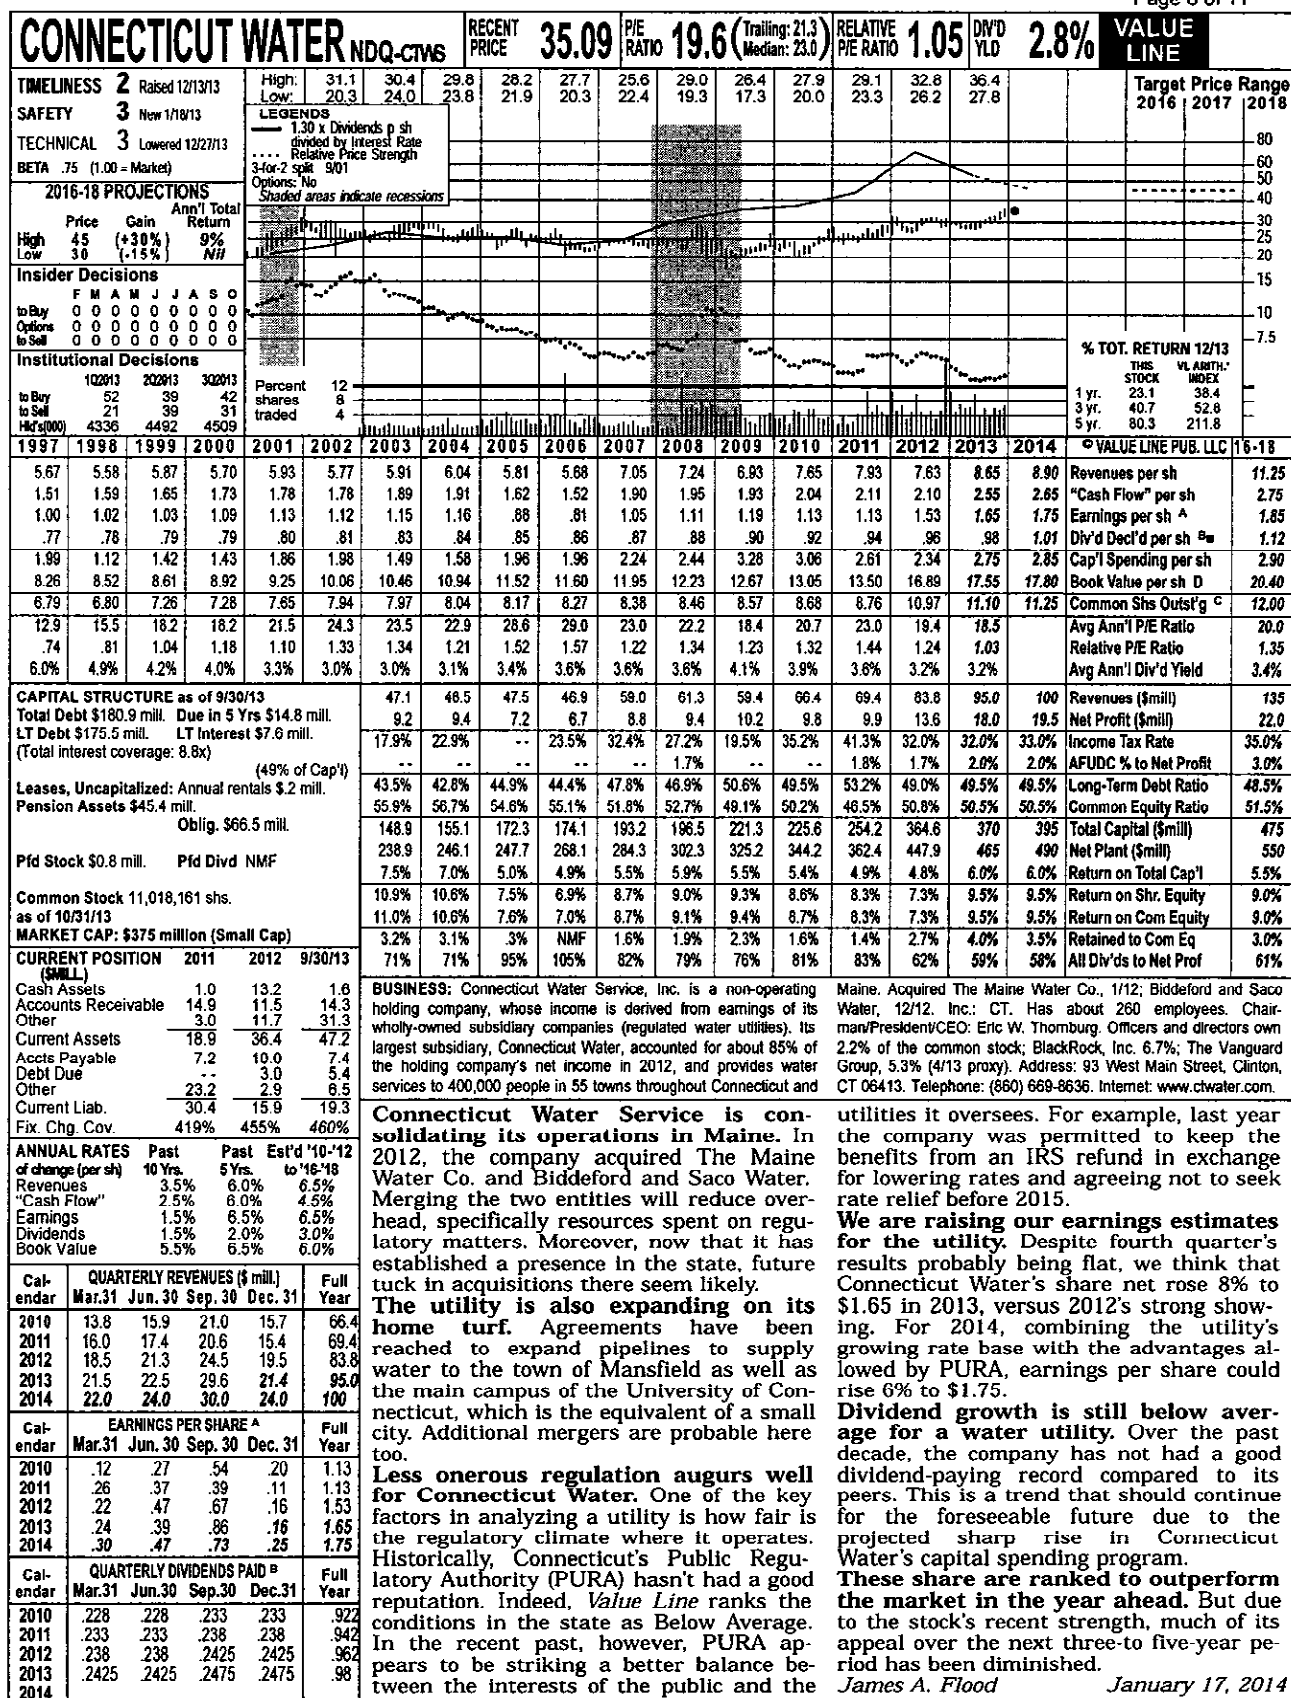 Page 8 of 11
CONNECTICUT WATER NDQ-CTWS RECENT PRICE 35.09 P/E RATIO 19.6 (Trailing: 21.3 Median: 23.0) RELATIVE P/E RATIO 1.05 DIV'D YLD 2.8% VALUE LINE
TIMELINESS 2 Raised 12/13/13
SAFETY 3 New 1/18/13
TECHNICAL 3 Lowered 12/27/13
BETA .75 (1.00 = Market)
High: 31.1 30.4 29.8 28.2 27.7 25.6 29.0 26.4 27.9 29.1 32.8 36.4
Low: 20.3 24.0 23.8 21.9 20.3 22.4 19.3 17.3 20.0 23.3 26.2 27.8
Target Price Range
2016 2017 2018
LEGENDS
1.30 x Dividends p sh
divided by Interest Rate
Relative Price Strength
3-for-2 split 9/01
Options: No
Shaded areas indicate recessions
80
60
50
40
30
25
20
15
10
7.5
2016-18 PROJECTIONS
Price Gain Ann'l Total Return
High 45 (+30%) 9%
Low 30 (-15%) Nil
Insider Decisions
F M A M J J A S O
to Buy 0 0 0 0 0 0 0 0 0
Options 0 0 0 0 0 0 0 0 0
to Sell 0 0 0 0 0 0 0 0 0
Institutional Decisions
1Q2013 2Q2013 3Q2013
to Buy 52 39 42
to Sell 21 39 31
Hld's(000) 4336 4492 4509
Percent 12
shares 8
traded 4
% TOT. RETURN 12/13
THIS STOCK VL ARITH.* INDEX
1 yr. 23.1 38.4
3 yr. 40.7 52.6
5 yr. 80.3 211.8
1997 1998 1999 2000 2001 2002 2003 2004 2005 2006 2007 2008 2009 2010 2011 2012 2013 2014 © VALUE LINE PUB. LLC 16-18
5.67 5.58 5.87 5.70 5.93 5.77 5.91 6.04 5.81 5.68 7.05 7.24 6.93 7.65 7.93 7.63 8.65 8.90 Revenues per sh 11.25
1.51 1.59 1.65 1.73 1.78 1.78 1.89 1.91 1.62 1.52 1.90 1.95 1.93 2.04 2.11 2.10 2.55 2.65 "Cash Flow" per sh 2.75
1.00 1.02 1.03 1.09 1.13 1.12 1.15 1.16 .88 .81 1.05 1.11 1.19 1.13 1.13 1.53 1.65 1.75 Earnings per sh A 1.85
.77 .78 .79 .79 .80 .81 .83 .84 .85 .86 .87 .88 .90 .92 .94 .96 .98 1.01 Div'd Decl'd per sh B■ 1.12
1.99 1.12 1.42 1.43 1.86 1.98 1.49 1.58 1.96 1.96 2.24 2.44 3.28 3.06 2.61 2.34 2.75 2.85 Cap'l Spending per sh 2.90
8.26 8.52 8.61 8.92 9.25 10.06 10.46 10.94 11.52 11.60 11.95 12.23 12.67 13.05 13.50 16.89 17.55 17.80 Book Value per sh D 20.40
6.79 6.80 7.26 7.28 7.65 7.94 7.97 8.04 8.17 8.27 8.38 8.46 8.57 8.68 8.76 10.97 11.10 11.25 Common Shs Outst'g C 12.00
12.9 15.5 18.2 18.2 21.5 24.3 23.5 22.9 28.6 29.0 23.0 22.2 18.4 20.7 23.0 19.4 18.5 Avg Ann'l P/E Ratio 20.0
.74 .81 1.04 1.18 1.10 1.33 1.34 1.21 1.52 1.57 1.22 1.34 1.23 1.32 1.44 1.24 1.03 Relative P/E Ratio 1.35
6.0% 4.9% 4.2% 4.0% 3.3% 3.0% 3.0% 3.1% 3.4% 3.6% 3.6% 3.6% 4.1% 3.9% 3.6% 3.2% 3.2% Avg Ann'l Div'd Yield 3.4%
CAPITAL STRUCTURE as of 9/30/13
Total Debt $180.9 mill. Due in 5 Yrs $14.8 mill.
LT Debt $175.5 mill. LT Interest $7.6 mill.
(Total interest coverage: 8.8x)
(49% of Cap'l)
Leases, Uncapitalized: Annual rentals $.2 mill.
Pension Assets $45.4 mill.
Oblig. $66.5 mill.
Pfd Stock $0.8 mill. Pfd Divd NMF
Common Stock 11,018,161 shs.
as of 10/31/13
MARKET CAP: $375 million (Small Cap)
47.1 48.5 47.5 46.9 59.0 61.3 59.4 66.4 69.4 83.8 95.0 100 Revenues ($mill) 135
9.2 9.4 7.2 6.7 8.8 9.4 10.2 9.8 9.9 13.6 18.0 19.5 Net Profit ($mill) 22.0
17.9% 22.9% -- 23.5% 32.4% 27.2% 19.5% 35.2% 41.3% 32.0% 32.0% 33.0% Income Tax Rate 35.0%
-- -- -- -- -- 1.7% -- -- 1.8% 1.7% 2.0% 2.0% AFUDC % to Net Profit 3.0%
43.5% 42.8% 44.9% 44.4% 47.8% 46.9% 50.6% 49.5% 53.2% 49.0% 49.5% 49.5% Long-Term Debt Ratio 48.5%
55.9% 56.7% 54.6% 55.1% 51.8% 52.7% 49.1% 50.2% 46.5% 50.8% 50.5% 50.5% Common Equity Ratio 51.5%
148.9 155.1 172.3 174.1 193.2 196.5 221.3 225.6 254.2 364.6 370 395 Total Capital ($mill) 475
238.9 246.1 247.7 268.1 284.3 302.3 325.2 344.2 362.4 447.9 465 490 Net Plant ($mill) 550
7.5% 7.0% 5.0% 4.9% 5.5% 5.9% 5.5% 5.4% 4.9% 4.8% 6.0% 6.0% Return on Total Cap'l 5.5%
10.9% 10.6% 7.5% 6.9% 8.7% 9.0% 9.3% 8.6% 8.3% 7.3% 9.5% 9.5% Return on Shr. Equity 9.0%
11.0% 10.6% 7.6% 7.0% 8.7% 9.1% 9.4% 8.7% 8.3% 7.3% 9.5% 9.5% Return on Com Equity 9.0%
3.2% 3.1% .3% NMF 1.6% 1.9% 2.3% 1.6% 1.4% 2.7% 4.0% 3.5% Retained to Com Eq 3.0%
71% 71% 95% 105% 82% 79% 76% 81% 83% 62% 59% 58% All Div'ds to Net Prof 61%
CURRENT POSITION 2011 2012 9/30/13
($MILL)
Cash Assets 1.0 13.2 1.6
Accounts Receivable 14.9 11.5 14.3
Other 3.0 11.7 31.3
Current Assets 18.9 36.4 47.2
Accts Payable 7.2 10.0 7.4
Debt Due -- 3.0 5.4
Other 23.2 2.9 6.5
Current Liab. 30.4 15.9 19.3
Fix. Chg. Cov. 419% 455% 460%
ANNUAL RATES Past Past Est'd '10-'12
of change (per sh) 10 Yrs. 5 Yrs. to '16-'18
Revenues 3.5% 6.0% 6.5%
"Cash Flow" 2.5% 6.0% 4.5%
Earnings 1.5% 6.5% 6.5%
Dividends 1.5% 2.0% 3.0%
Book Value 5.5% 6.5% 6.0%
Cal-endar QUARTERLY REVENUES ($ mill.) Full Year
Mar.31 Jun. 30 Sep. 30 Dec. 31
2010 13.8 15.9 21.0 15.7 66.4
2011 16.0 17.4 20.6 15.4 69.4
2012 18.5 21.3 24.5 19.5 83.8
2013 21.5 22.5 29.6 21.4 95.0
2014 22.0 24.0 30.0 24.0 100
Cal-endar EARNINGS PER SHARE A Full Year
Mar.31 Jun. 30 Sep. 30 Dec. 31
2010 .12 .27 .54 .20 1.13
2011 .26 .37 .39 .11 1.13
2012 .22 .47 .67 .16 1.53
2013 .24 .39 .86 .16 1.65
2014 .30 .47 .73 .25 1.75
Cal-endar QUARTERLY DIVIDENDS PAID B Full Year
Mar.31 Jun.30 Sep.30 Dec.31
2010 .228 .228 .233 .233 .922
2011 .233 .233 .238 .238 .942
2012 .238 .238 .2425 .2425 .962
2013 .2425 .2425 .2475 .2475 .98
2014
BUSINESS: Connecticut Water Service, Inc. is a non-operating
holding company, whose income is derived from earnings of its
wholly-owned subsidiary companies (regulated water utilities). Its
largest subsidiary, Connecticut Water, accounted for about 85% of
the holding company's net income in 2012, and provides water
services to 400,000 people in 55 towns throughout Connecticut and
Maine. Acquired The Maine Water Co., 1/12; Biddeford and Saco
Water, 12/12. Inc.: CT. Has about 260 employees. Chair-
man/President/CEO: Eric W. Thornburg. Officers and directors own
2.2% of the common stock; BlackRock, Inc. 6.7%; The Vanguard
Group, 5.3% (4/13 proxy). Address: 93 West Main Street, Clinton,
CT 06413. Telephone: (860) 669-8636. Internet: www.ctwater.com.
Connecticut Water Service is con-
solidating its operations in Maine. In
2012, the company acquired The Maine
Water Co. and Biddeford and Saco Water.
Merging the two entities will reduce over-
head, specifically resources spent on regu-
latory matters. Moreover, now that it has
established a presence in the state, future
tuck in acquisitions there seem likely.
The utility is also expanding on its
home turf. Agreements have been
reached to expand pipelines to supply
water to the town of Mansfield as well as
the main campus of the University of Con-
necticut, which is the equivalent of a small
city. Additional mergers are probable here
too.
Less onerous regulation augurs well
for Connecticut Water. One of the key
factors in analyzing a utility is how fair is
the regulatory climate where it operates.
Historically, Connecticut's Public Regu-
latory Authority (PURA) hasn't had a good
reputation. Indeed, Value Line ranks the
conditions in the state as Below Average.
In the recent past, however, PURA ap-
pears to be striking a better balance be-
tween the interests of the public and the
utilities it oversees. For example, last year
the company was permitted to keep the
benefits from an IRS refund in exchange
for lowering rates and agreeing not to seek
rate relief before 2015.
We are raising our earnings estimates
for the utility. Despite fourth quarter's
results probably being flat, we think that
Connecticut Water's share net rose 8% to
$1.65 in 2013, versus 2012's strong show-
ing. For 2014, combining the utility's
growing rate base with the advantages al-
lowed by PURA, earnings per share could
rise 6% to $1.75.
Dividend growth is still below aver-
age for a water utility. Over the past
decade, the company has not had a good
dividend-paying record compared to its
peers. This is a trend that should continue
for the foreseeable future due to the
projected sharp rise in Connecticut
Water's capital spending program.
These share are ranked to outperform
the market in the year ahead. But due
to the stock's recent strength, much of its
appeal over the next three-to five-year pe-
riod has been diminished.
James A. Flood January 17, 2014